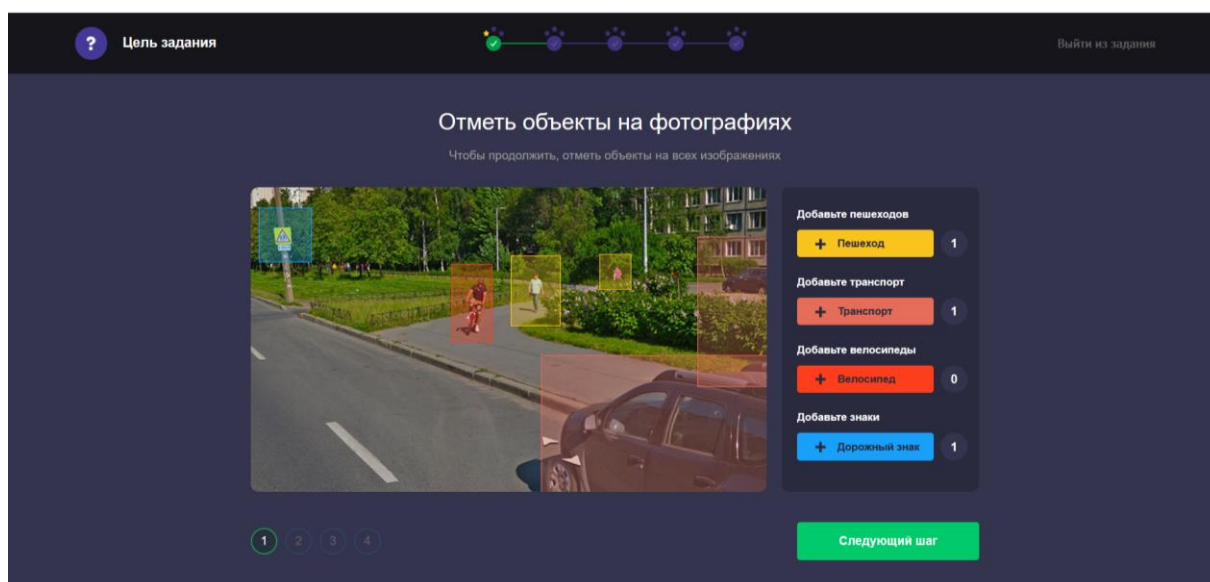 ?
Цель задания
Выйти из задания
Отметь объекты на фотографиях
Чтобы продолжить, отметь объекты на всех изображениях
Добавьте пешеходов
+ Пешеход 1
Добавьте транспорт
+ Транспорт 1
Добавьте велосипеды
+ Велосипед 0
Добавьте знаки
+ Дорожный знак 1
1 2 3 4
Следующий шаг